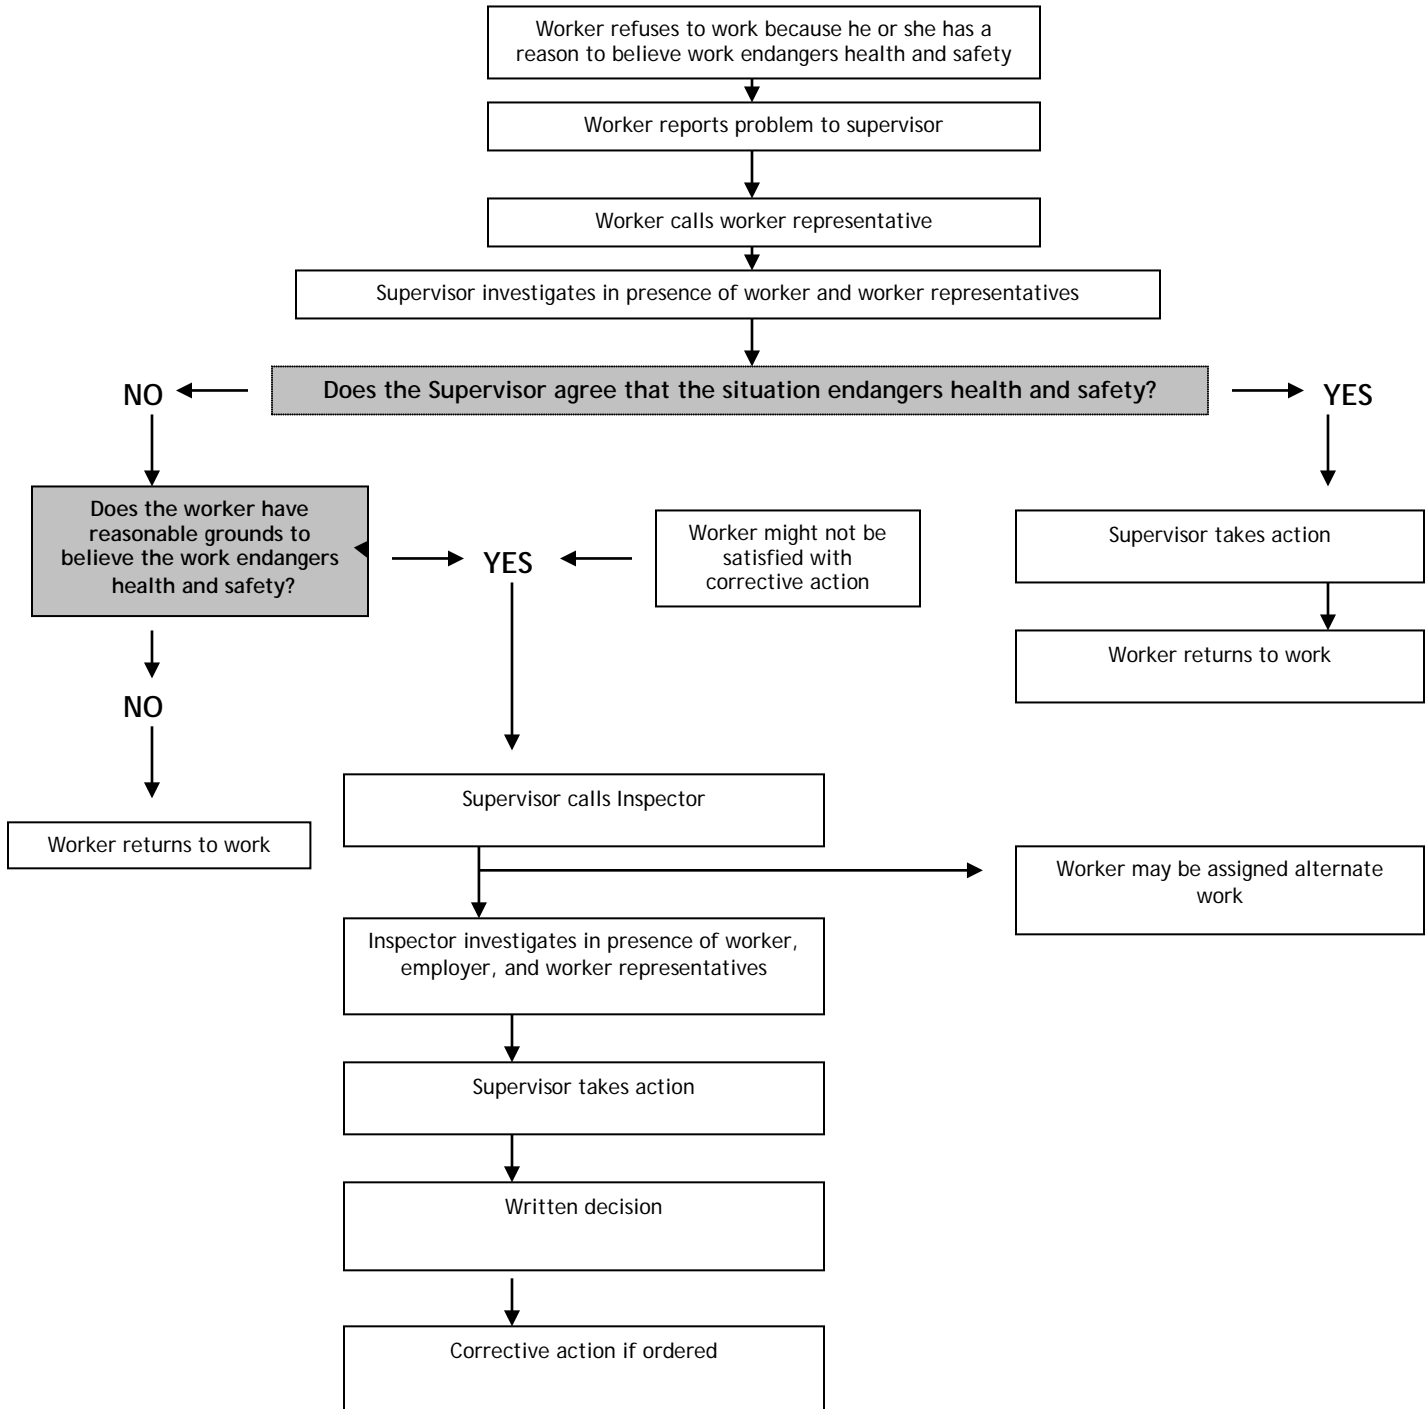 Worker refuses to work because he or she has a
reason to believe work endangers health and safety
Worker reports problem to supervisor
Worker calls worker representative
Supervisor investigates in presence of worker and worker representatives
NO
Does the Supervisor agree that the situation endangers health and safety?
YES
Does the worker have
reasonable grounds to
believe the work endangers
health and safety?
YES
Worker might not be
satisfied with
corrective action
Supervisor takes action
Worker returns to work
NO
Supervisor calls Inspector
Worker returns to work
Worker may be assigned alternate
work
Inspector investigates in presence of worker,
employer, and worker representatives
Supervisor takes action
Written decision
Corrective action if ordered